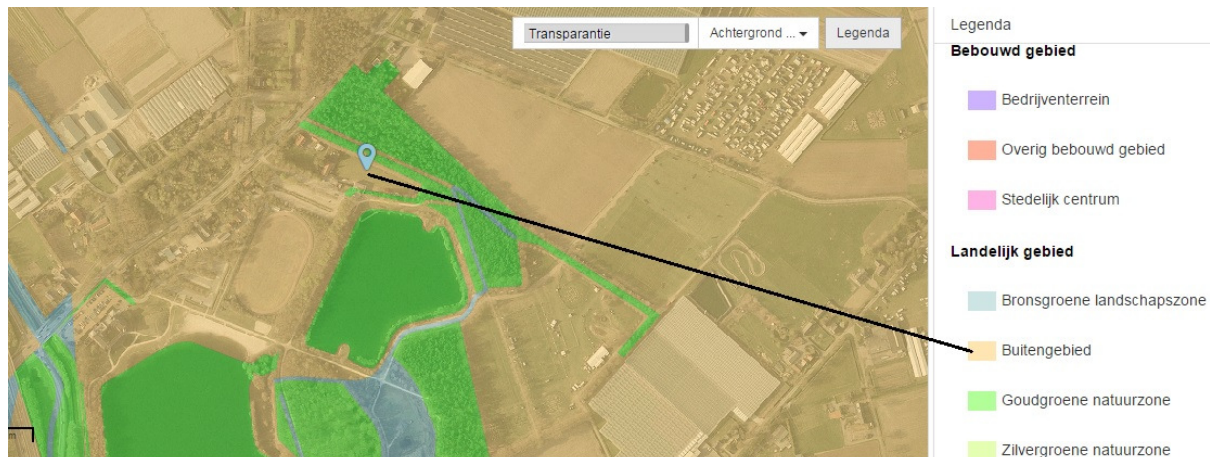 Transparantie
Achtergrond ...
Legenda
Legenda
Bebouwd gebied
Bedrijventerrein
Overig bebouwd gebied
Stedelijk centrum
Landelijk gebied
Bronsgroene landschapszone
Buitengebied
Goudgroene natuurzone
Zilvergroene natuurzone